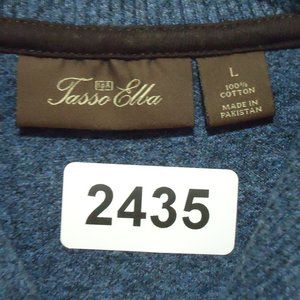 Tasso Elba
L
100%
COTTON
MADE IN
PAKISTAN
2435